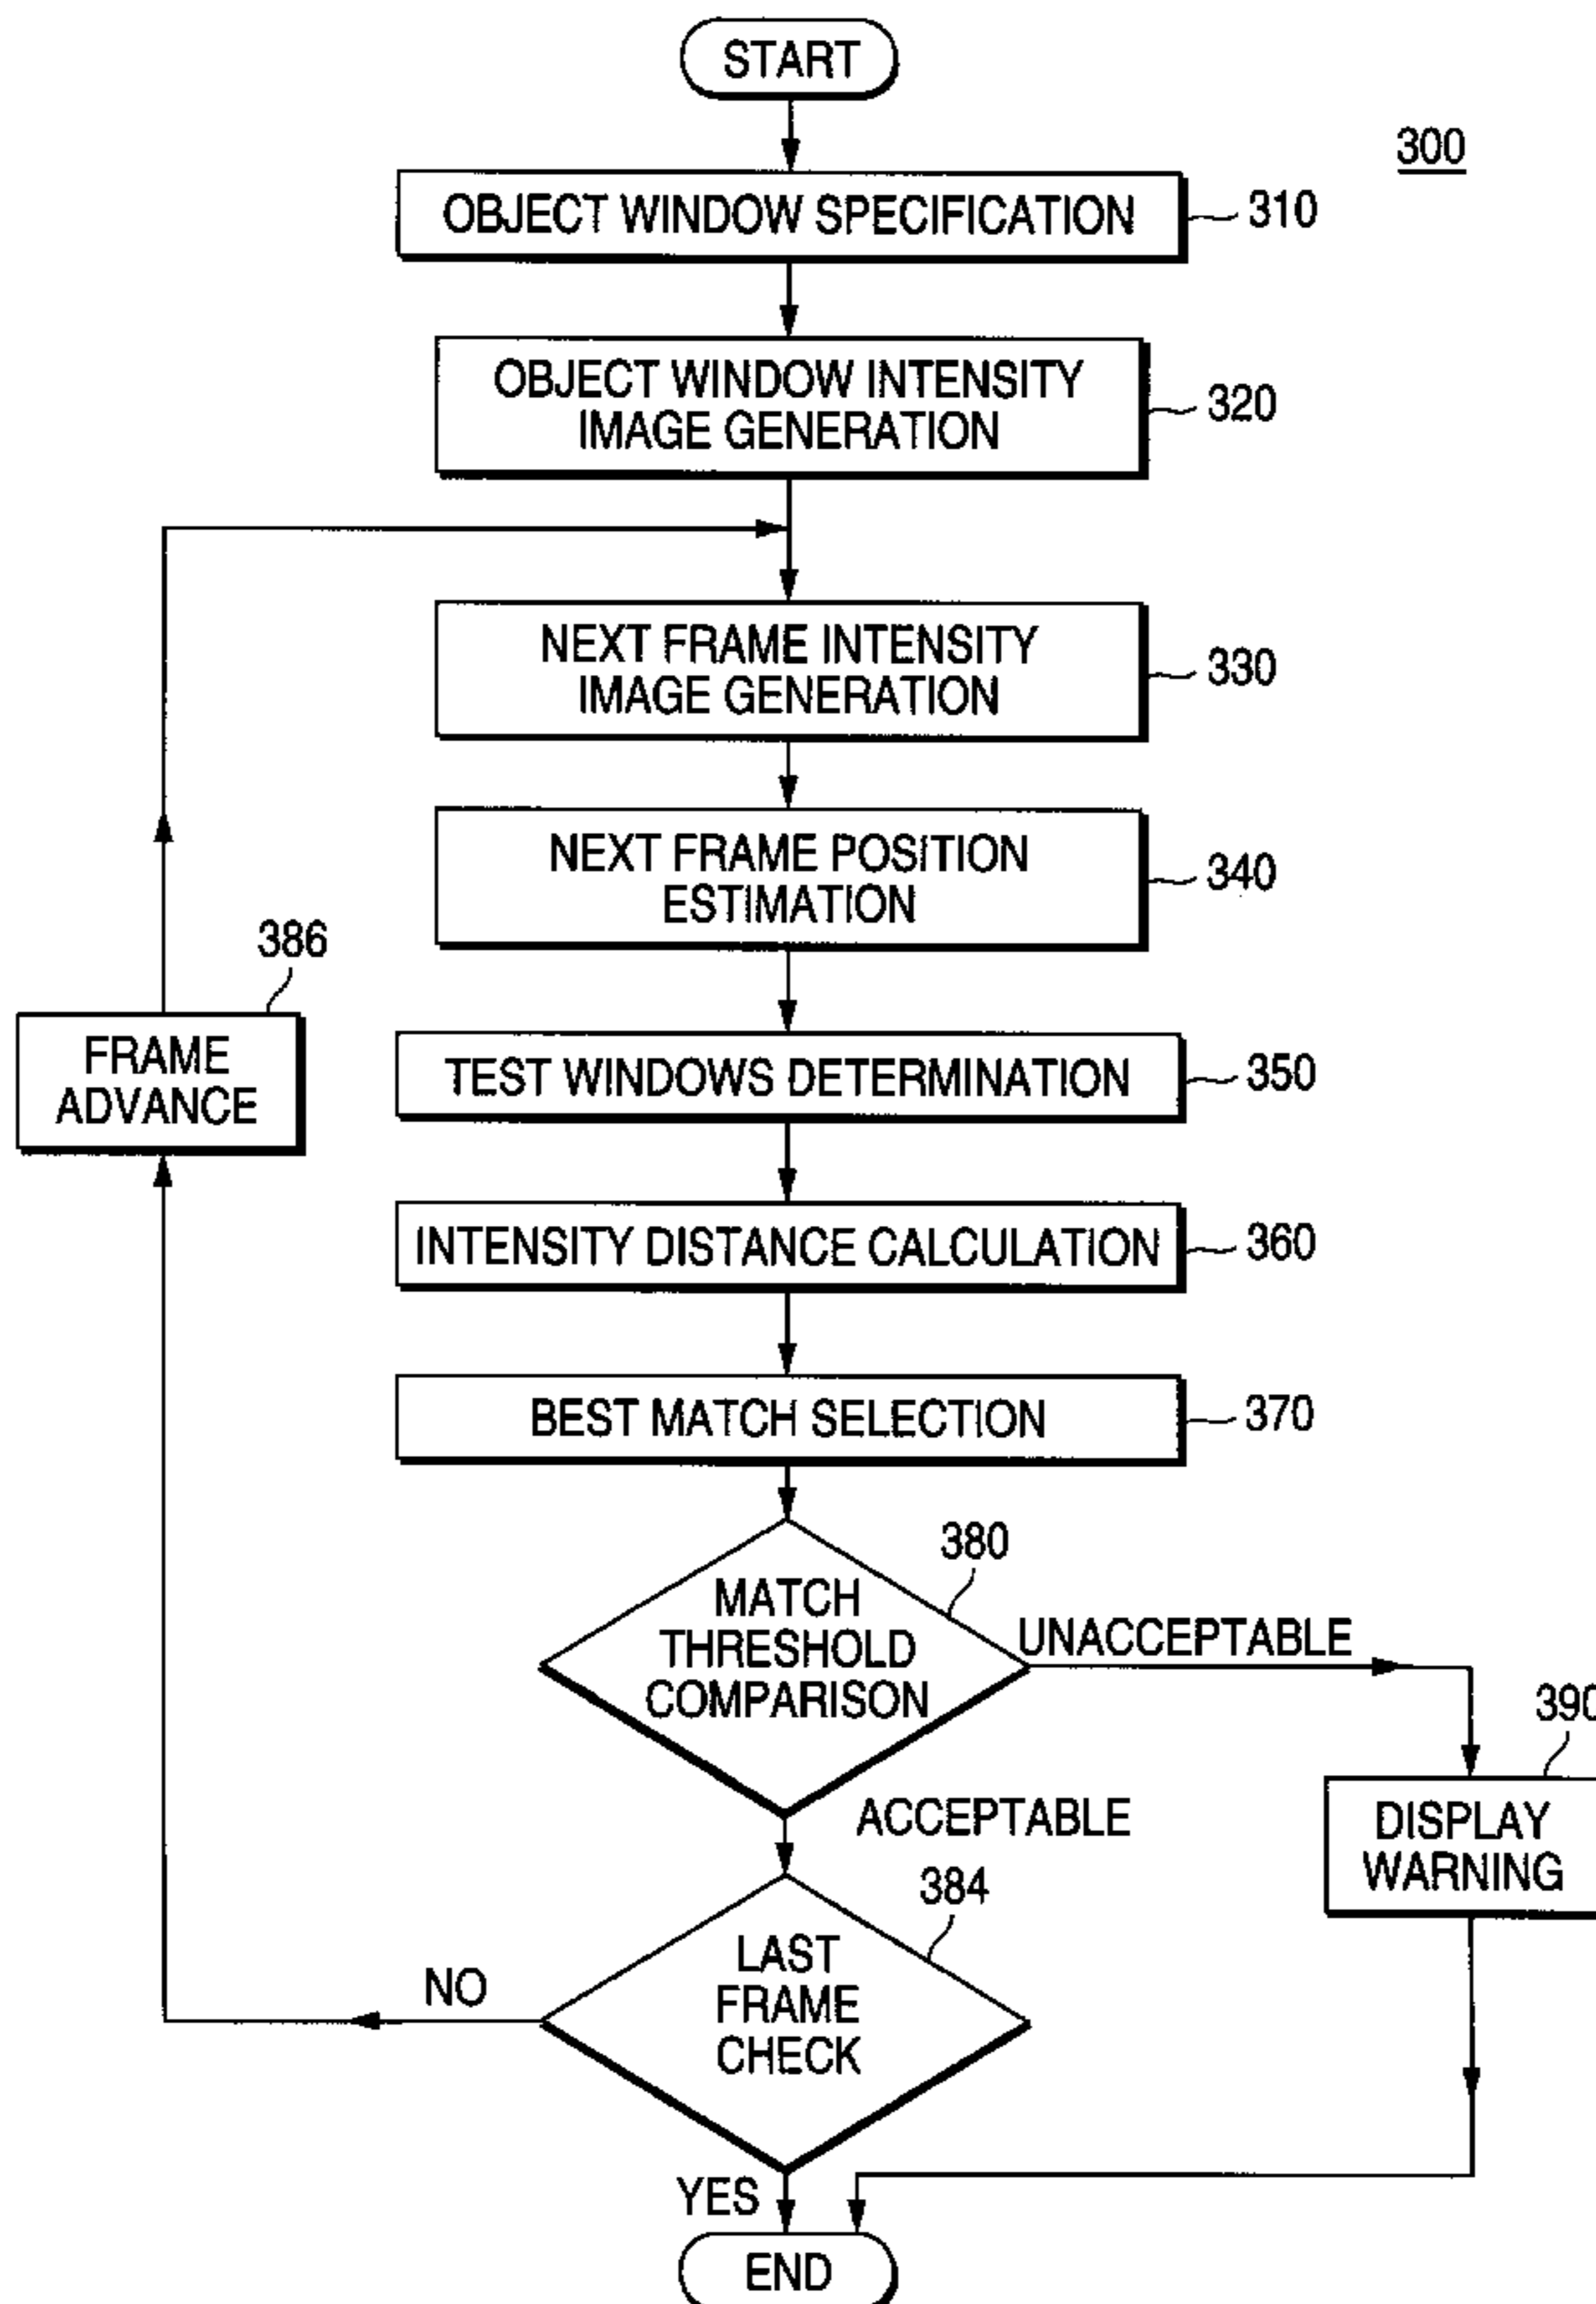 START
300
OBJECT WINDOW SPECIFICATION
310
OBJECT WINDOW INTENSITY
IMAGE GENERATION
320
NEXT FRAME INTENSITY
IMAGE GENERATION
330
NEXT FRAME POSITION
ESTIMATION
340
386
FRAME
ADVANCE
TEST WINDOWS DETERMINATION
350
INTENSITY DISTANCE CALCULATION
360
BEST MATCH SELECTION
370
380
MATCH
THRESHOLD
COMPARISON
UNACCEPTABLE
390
DISPLAY
WARNING
ACCEPTABLE
384
LAST
FRAME
CHECK
NO
YES
END